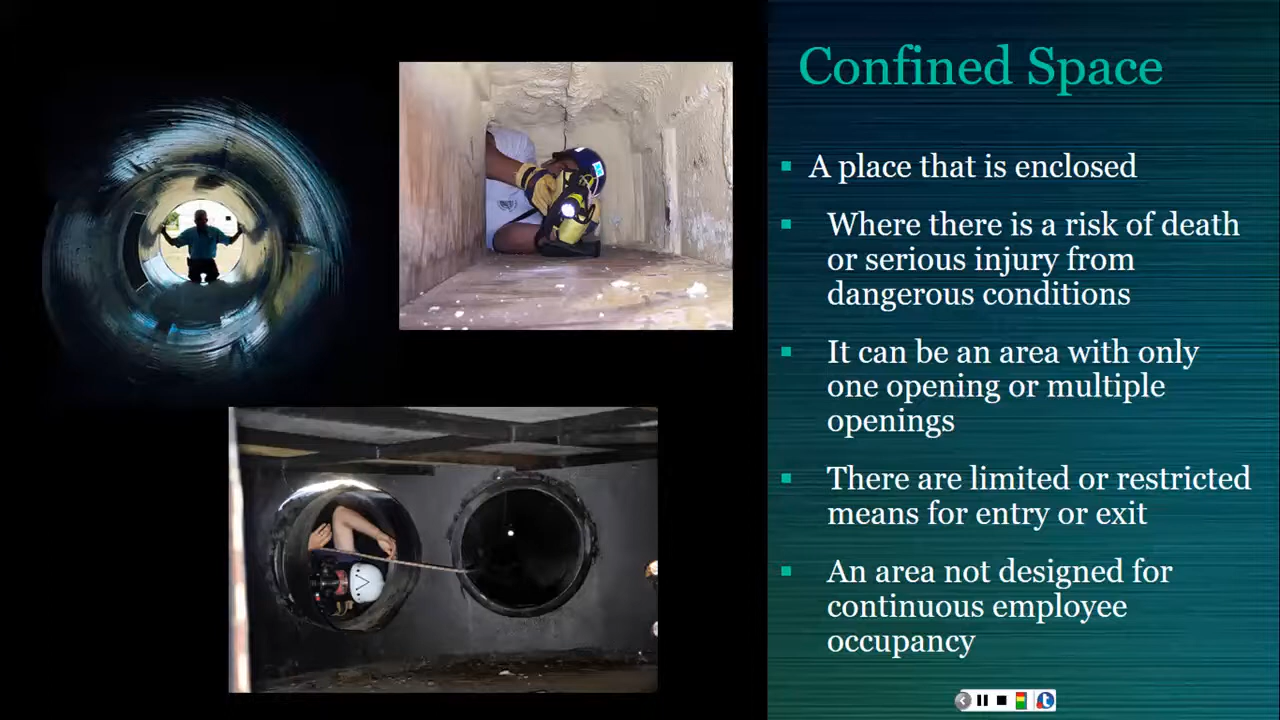 Confined Space
A place that is enclosed
Where there is a risk of death
or serious injury from
dangerous conditions
It can be an area with only
one opening or multiple
openings
There are limited or restricted
means for entry or exit
An area not designed for
continuous employee
occupancy